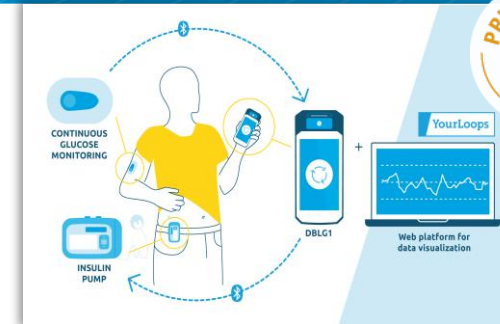 CONTINUOUS
GLUCOSE
MONITORING
INSULIN
PUMP
DBLG1
+
YourLoops
Web platform for
data visualization